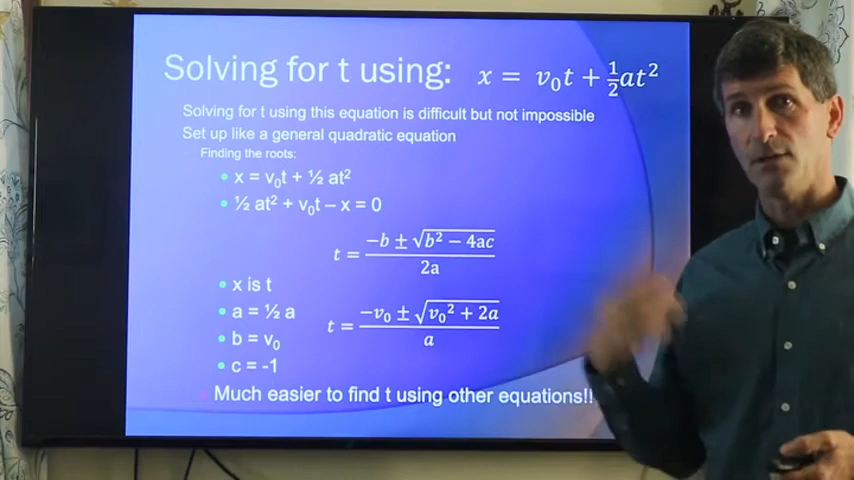 Solving for t using: x = v₀t + ½at²
Solving for t using this equation is difficult but not impossible
Set up like a general quadratic equation
Finding the roots:
• x = v₀t + ½ at²
• ½ at² + v₀t – x = 0
t = (−b ± √(b² − 4ac)) / 2a
• x is t
• a = ½ a
t = (−v₀ ± √(v₀² + 2a)) / a
• b = v₀
• c = -1
Much easier to find t using other equations!!